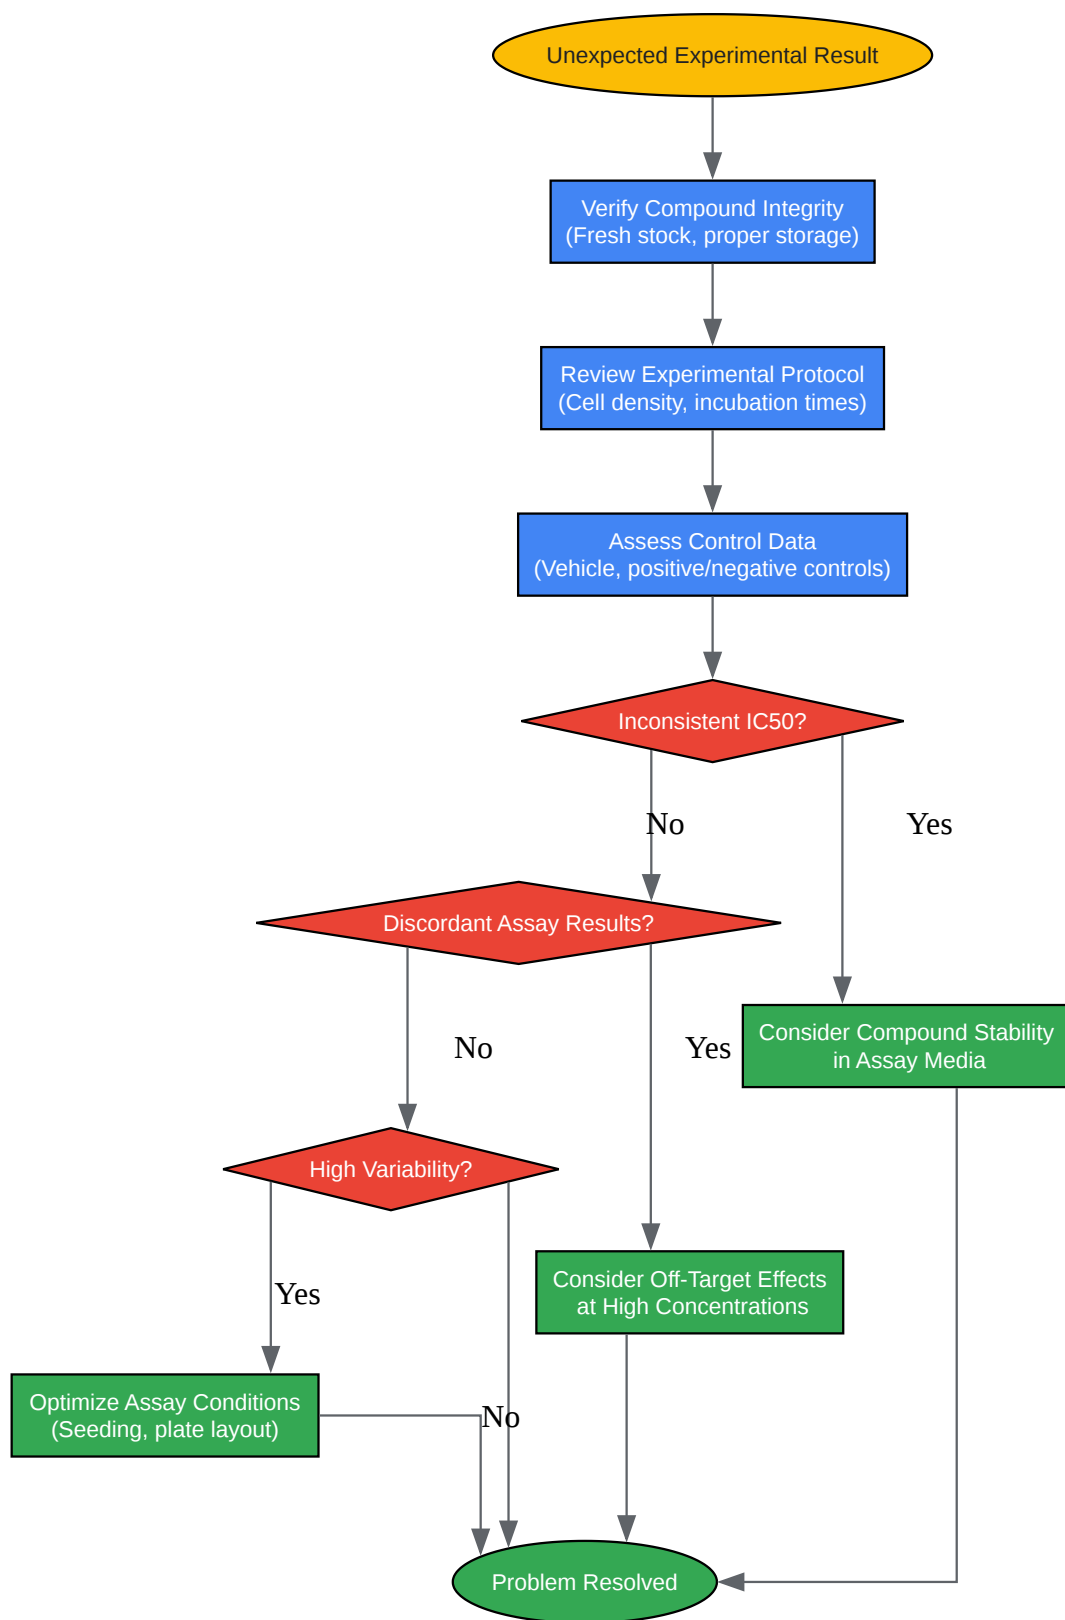 Unexpected Experimental Result
Verify Compound Integrity
(Fresh stock, proper storage)
Review Experimental Protocol
(Cell density, incubation times)
Assess Control Data
(Vehicle, positive/negative controls)
Inconsistent IC50?
No
Yes
Discordant Assay Results?
Consider Compound Stability
in Assay Media
No
Yes
High Variability?
Consider Off-Target Effects
at High Concentrations
Yes
Optimize Assay Conditions
(Seeding, plate layout)
No
Problem Resolved